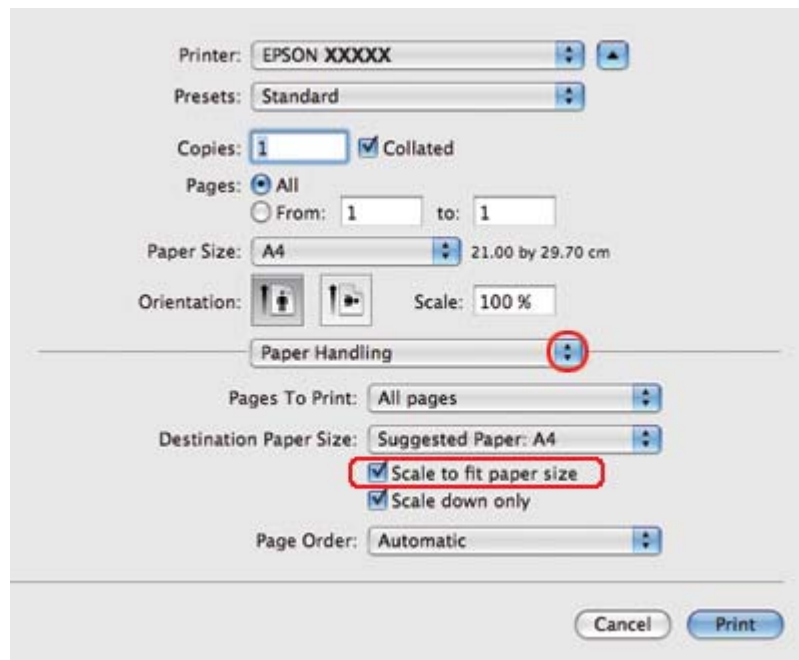 Printer: EPSON XXXXX
Presets: Standard
Copies: 1 Collated
Pages: All
From: 1 to: 1
Paper Size: A4 21.00 by 29.70 cm
Orientation: Scale: 100 %
Paper Handling
Pages To Print: All pages
Destination Paper Size: Suggested Paper: A4
Scale to fit paper size
Scale down only
Page Order: Automatic
Cancel Print